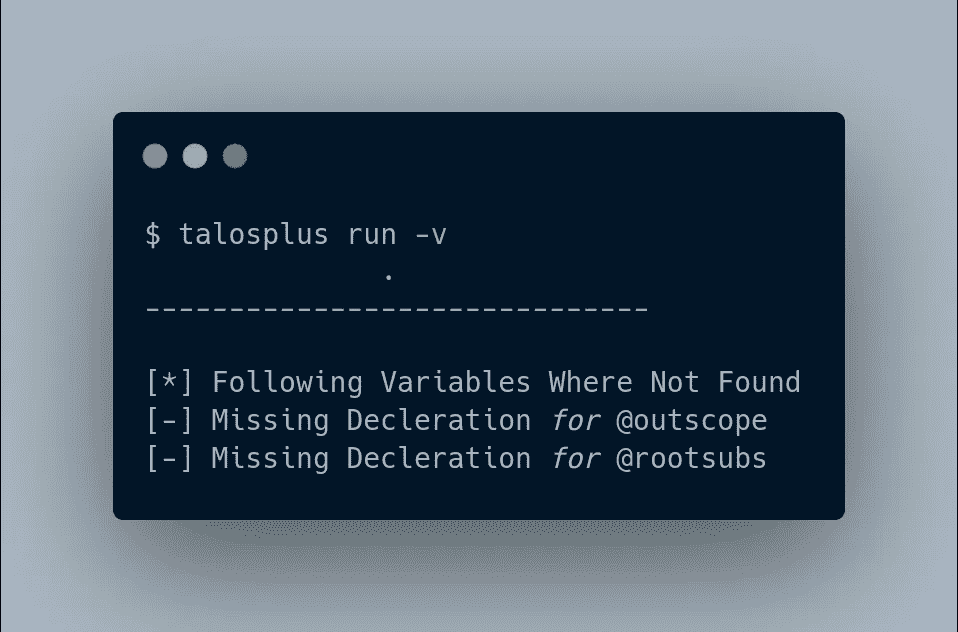 $ talosplus run -v
.
------------------------------
[*] Following Variables Where Not Found
[-] Missing Decleration for @outscope
[-] Missing Decleration for @rootsubs